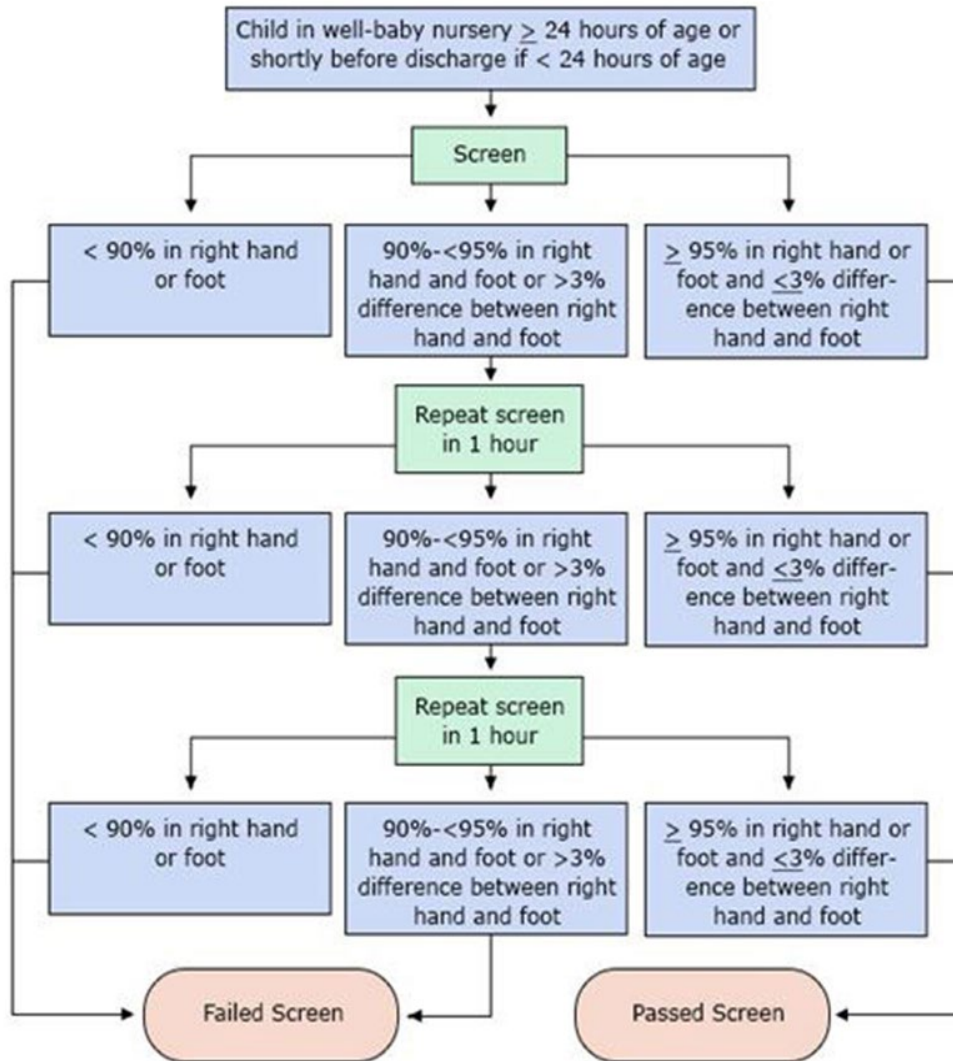 Child in well-baby nursery ≥ 24 hours of age or
shortly before discharge if < 24 hours of age
Screen
< 90% in right hand
or foot
90%-<95% in right
hand and foot or >3%
difference between right
hand and foot
≥ 95% in right hand or
foot and ≤3% differ-
ence between right
hand and foot
Repeat screen
in 1 hour
< 90% in right hand
or foot
90%-<95% in right
hand and foot or >3%
difference between right
hand and foot
≥ 95% in right hand or
foot and ≤3% differ-
ence between right
hand and foot
Repeat screen
in 1 hour
< 90% in right hand
or foot
90%-<95% in right
hand and foot or >3%
difference between right
hand and foot
≥ 95% in right hand or
foot and ≤3% differ-
ence between right
hand and foot
Failed Screen
Passed Screen